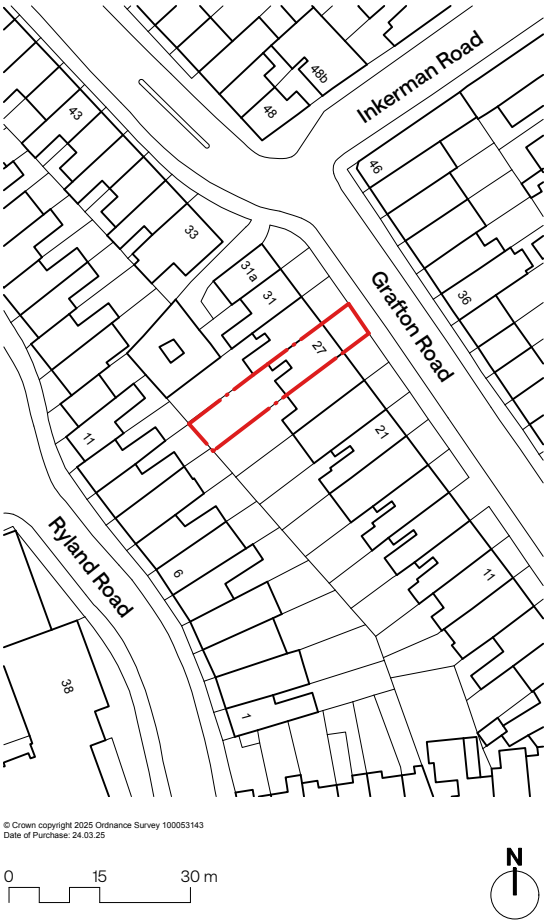 Inkerman Road
48b
48
43
46
33
31a
31
36
Grafton Road
27
11
21
Ryland Road
6
11
38
1
© Crown copyright 2025 Ordnance Survey 100053143
Date of Purchase: 24.03.25
0 15 30 m
N